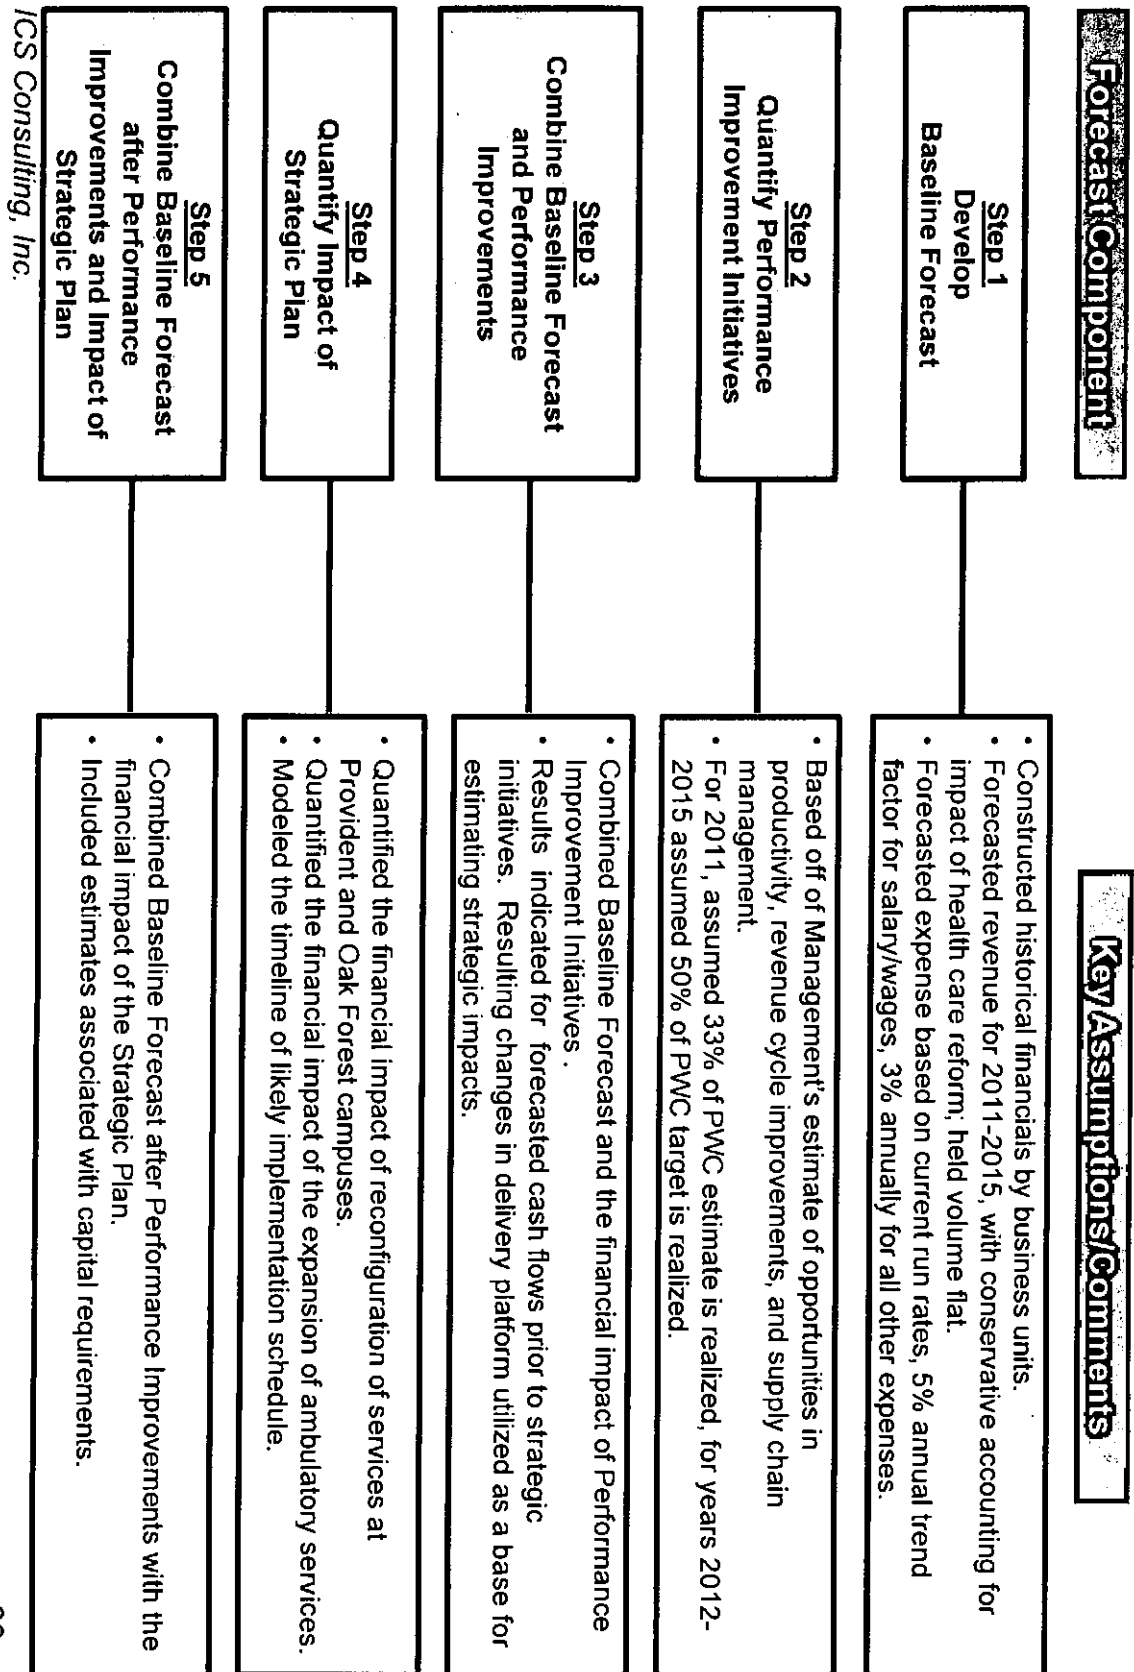 Forecast Component
Key Assumptions/Comments
Step 1
Develop
Baseline Forecast
• Constructed historical financials by business units.
• Forecasted revenue for 2011-2015, with conservative accounting for
impact of health care reform; held volume flat.
• Forecasted expense based on current run rates, 5% annual trend
factor for salary/wages, 3% annually for all other expenses.
Step 2
Quantify Performance
Improvement Initiatives
• Based off of Management's estimate of opportunities in
productivity, revenue cycle improvements, and supply chain
management.
• For 2011, assumed 33% of PWC estimate is realized, for years 2012-
2015 assumed 50% of PWC target is realized.
Step 3
Combine Baseline Forecast
and Performance
Improvements
• Combined Baseline Forecast and the financial impact of Performance
Improvement Initiatives.
• Results indicated for forecasted cash flows prior to strategic
initiatives. Resulting changes in delivery platform utilized as a base for
estimating strategic impacts.
Step 4
Quantify Impact of
Strategic Plan
• Quantified the financial impact of reconfiguration of services at
Provident and Oak Forest campuses.
• Quantified the financial impact of the expansion of ambulatory services.
• Modeled the timeline of likely implementation schedule.
Step 5
Combine Baseline Forecast
after Performance
Improvements and Impact of
Strategic Plan
• Combined Baseline Forecast after Performance Improvements with the
financial impact of the Strategic Plan.
• Included estimates associated with capital requirements.
ICS Consulting, Inc.